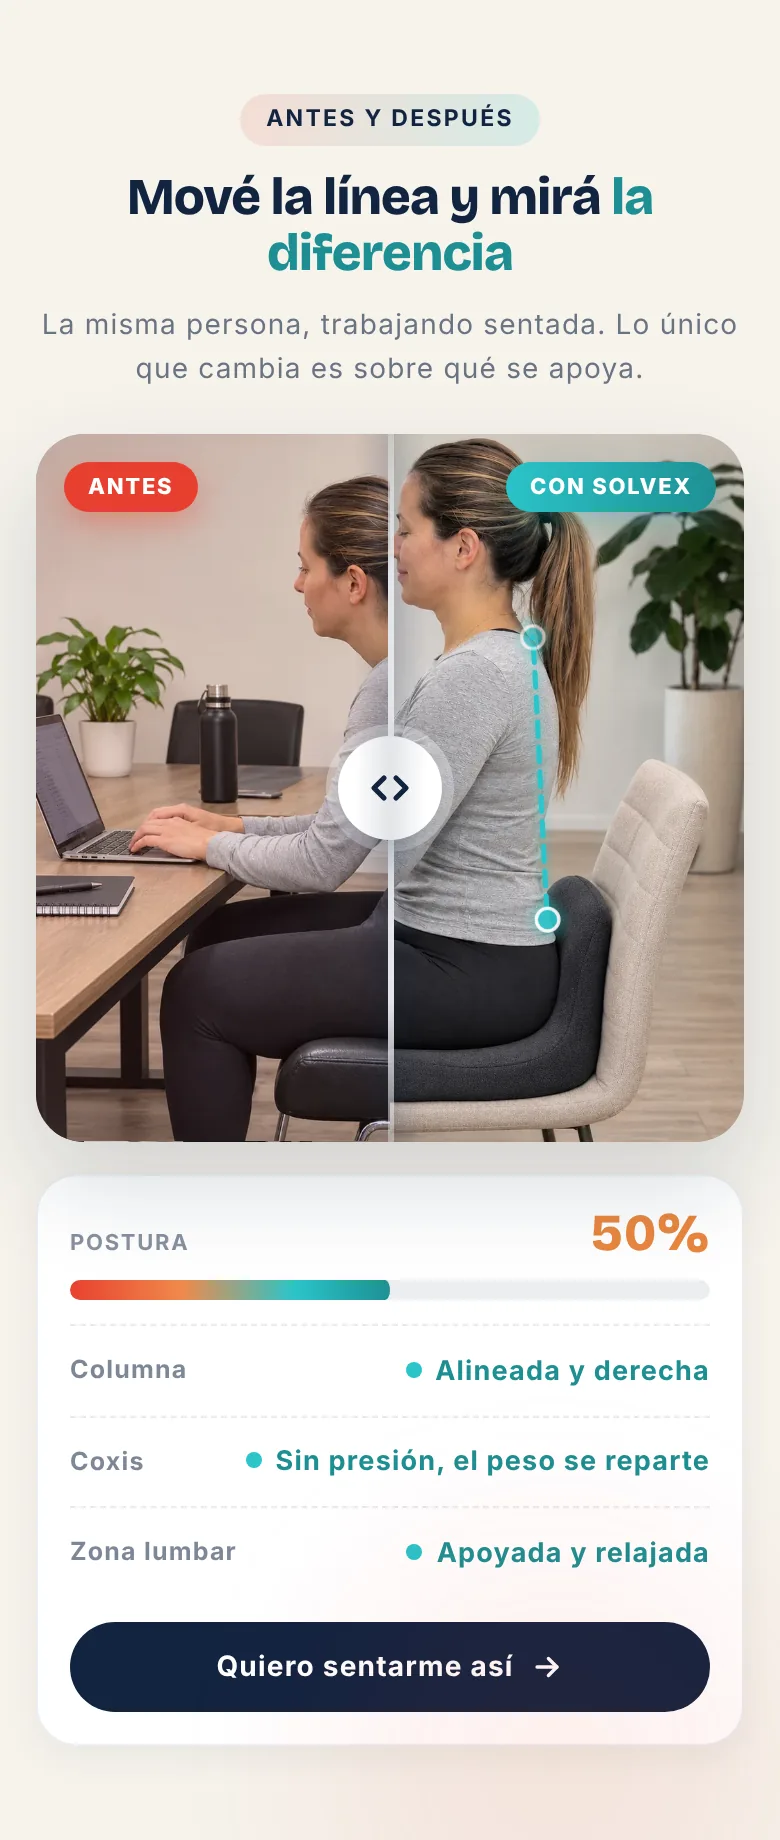 ANTES Y DESPUÉS
Mové la línea y mirá la
diferencia
La misma persona, trabajando sentada. Lo único
que cambia es sobre qué se apoya.
ANTES
CON SOLVEX
POSTURA
50%
Columna
Alineada y derecha
Coxis
Sin presión, el peso se reparte
Zona lumbar
Apoyada y relajada
Quiero sentarme así →